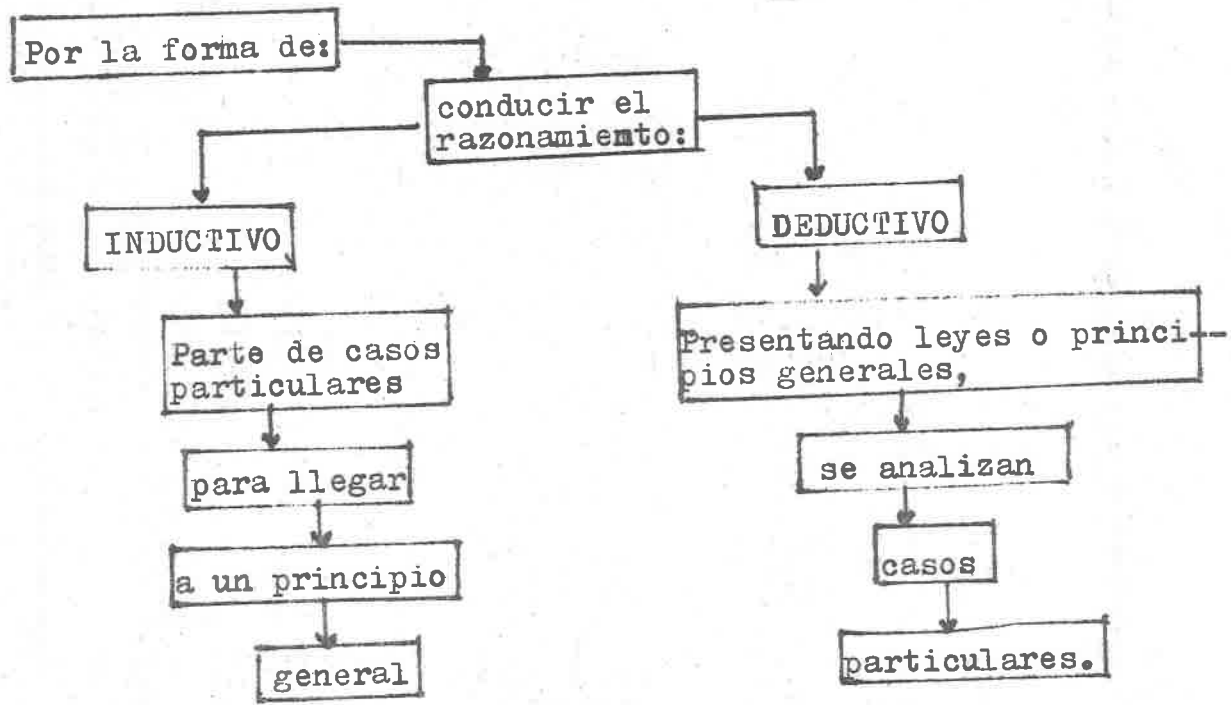 Por la forma de:
conducir el
razonamiemto:
INDUCTIVO
Parte de casos
particulares
para llegar
a un principio
general
DEDUCTIVO
Presentando leyes o princi--
pios generales,
se analizan
casos
particulares.